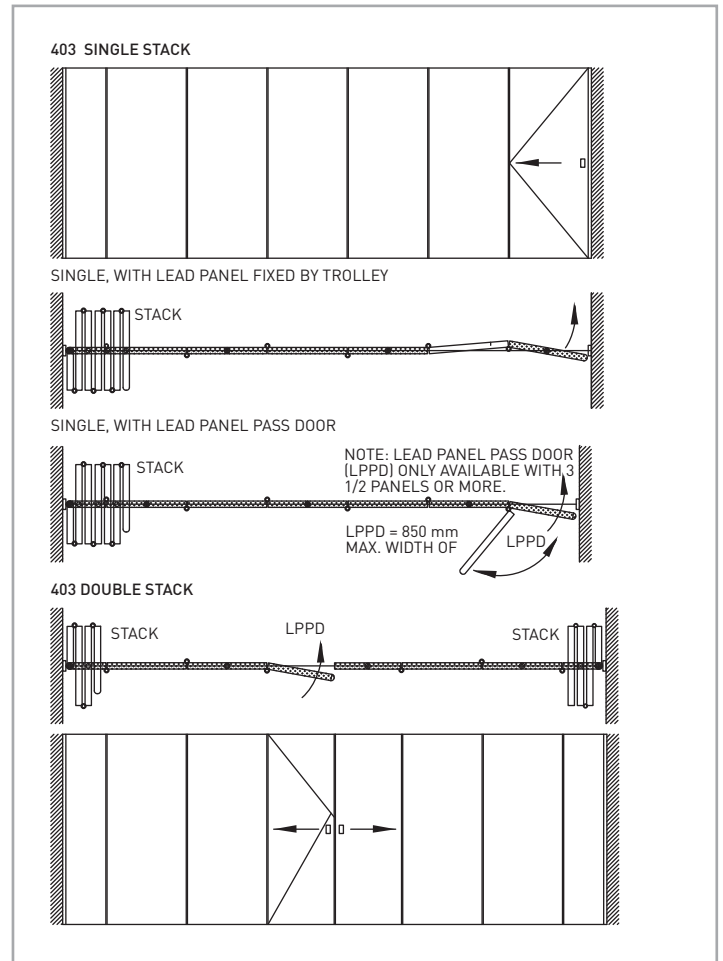 403 SINGLE STACK
SINGLE, WITH LEAD PANEL FIXED BY TROLLEY
STACK
SINGLE, WITH LEAD PANEL PASS DOOR
STACK
NOTE: LEAD PANEL PASS DOOR
(LPPD) ONLY AVAILABLE WITH 3
1/2 PANELS OR MORE.
LPPD = 850 mm
MAX. WIDTH OF
LPPD
403 DOUBLE STACK
STACK
LPPD
STACK